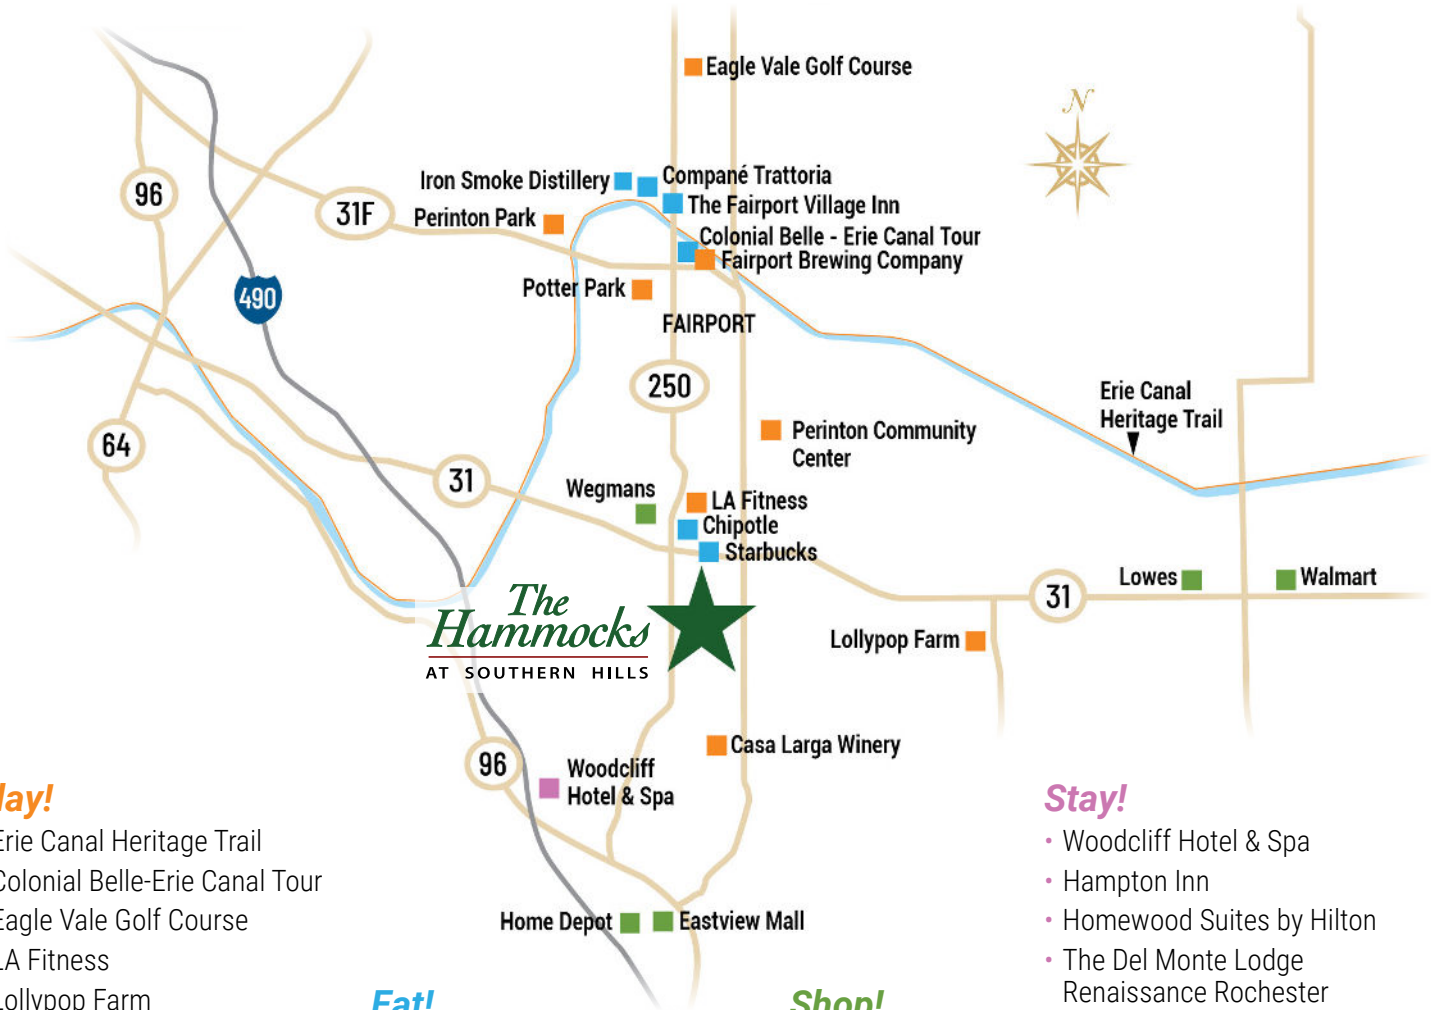 Eagle Vale Golf Course
N
Iron Smoke Distillery
Compané Trattoria
96
31F
The Fairport Village Inn
Perinton Park
Colonial Belle - Erie Canal Tour
Fairport Brewing Company
490
Potter Park
FAIRPORT
250
Erie Canal
Heritage Trail
64
Perinton Community
Center
31
Wegmans
LA Fitness
Chipotle
Starbucks
Lowes
Walmart
31
The
Hammocks
AT SOUTHERN HILLS
Lollypop Farm
Casa Larga Winery
96
Woodcliff
Hotel & Spa
Home Depot
Eastview Mall
lay!
Erie Canal Heritage Trail
Colonial Belle-Erie Canal Tour
Eagle Vale Golf Course
LA Fitness
Lollypop Farm
Eat!
Shop!
Stay!
• Woodcliff Hotel & Spa
• Hampton Inn
• Homewood Suites by Hilton
• The Del Monte Lodge
Renaissance Rochester